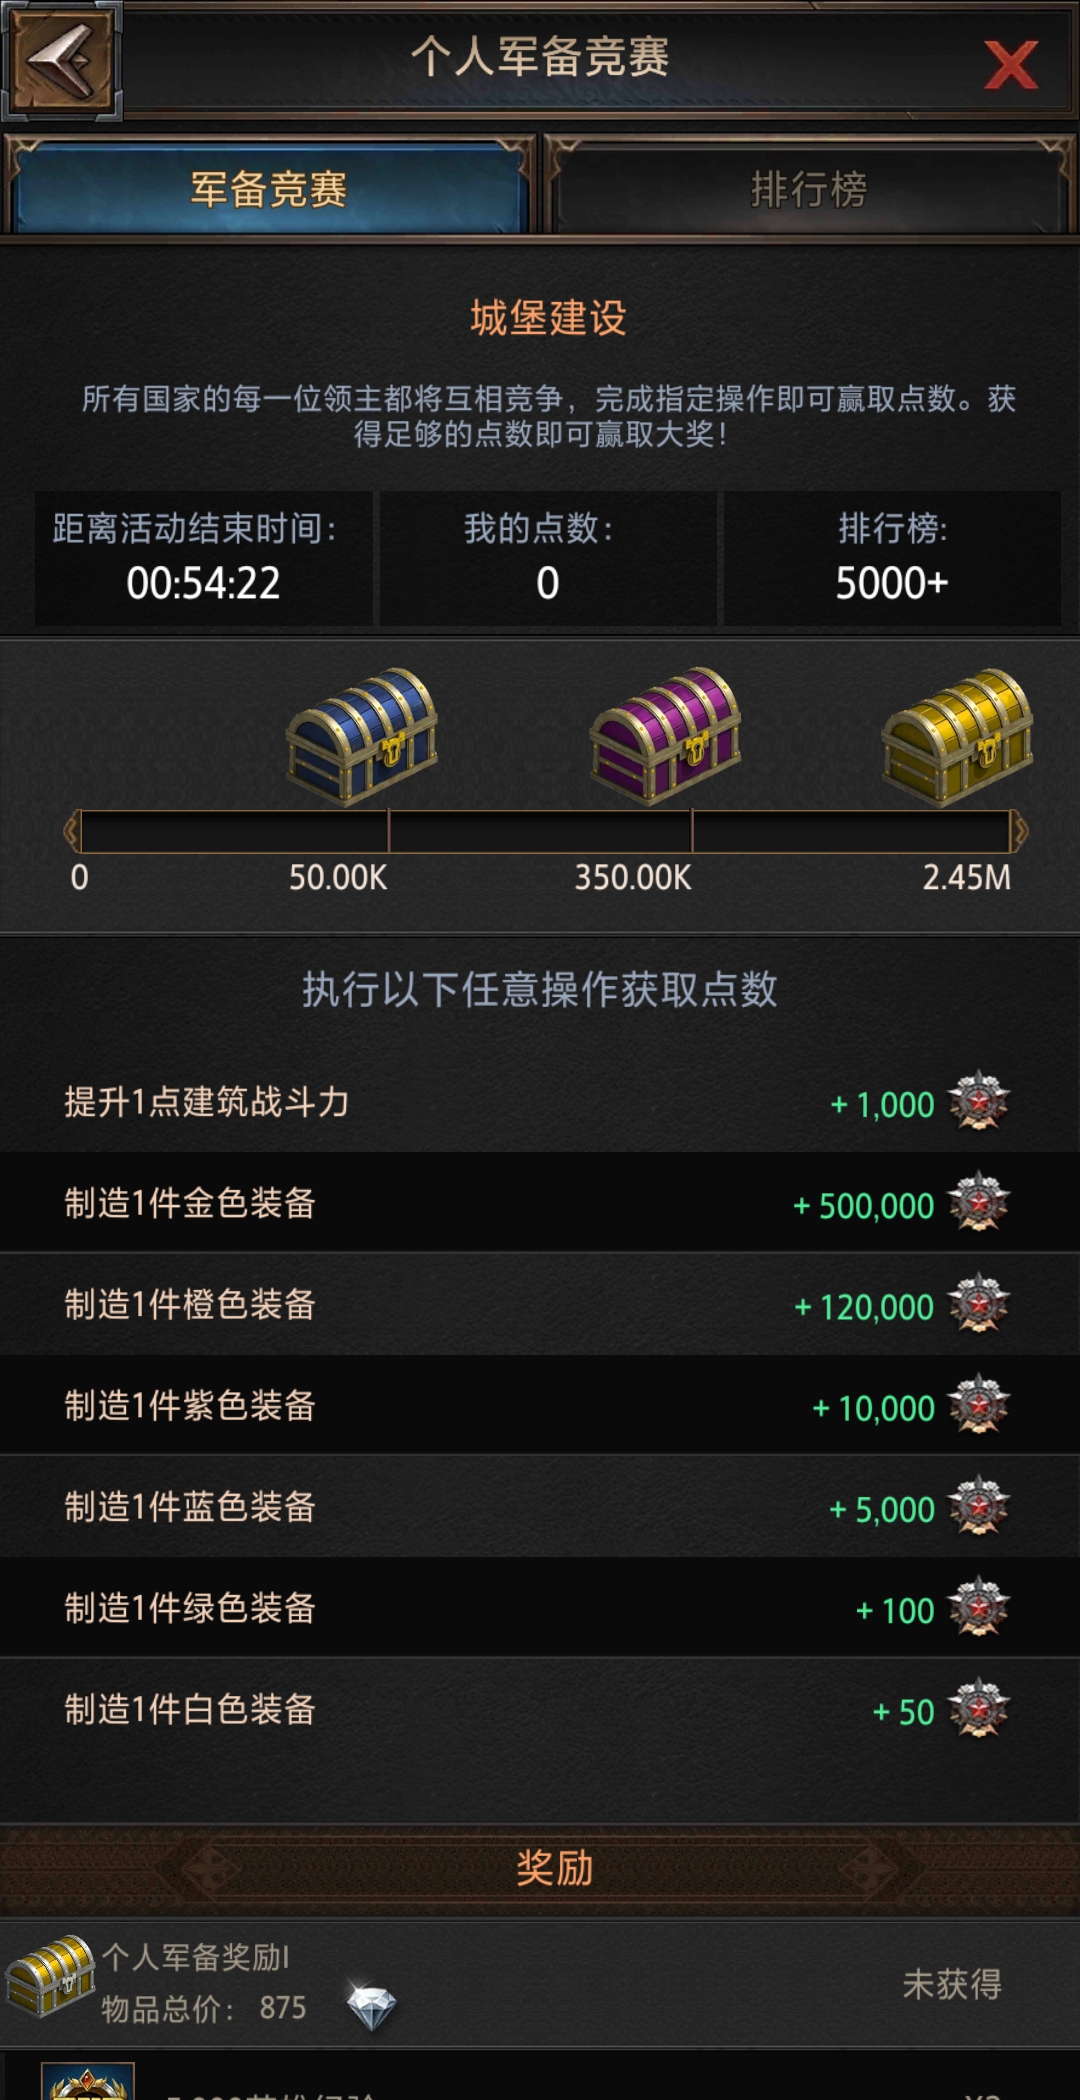 个人军备竞赛
军备竞赛
排行榜
城堡建设
所有国家的每一位领主都将互相竞争，完成指定操作即可赢取点数。获
得足够的点数即可赢取大奖！
距离活动结束时间：
我的点数：
排行榜:
00:54:22
0
5000+
0
50.00K
350.00K
2.45M
执行以下任意操作获取点数
提升1点建筑战斗力
+ 1,000
制造1件金色装备
+ 500,000
制造1件橙色装备
+ 120,000
制造1件紫色装备
+ 10,000
制造1件蓝色装备
+ 5,000
制造1件绿色装备
+ 100
制造1件白色装备
+ 50
奖励
个人军备奖励I
物品总价： 875
未获得